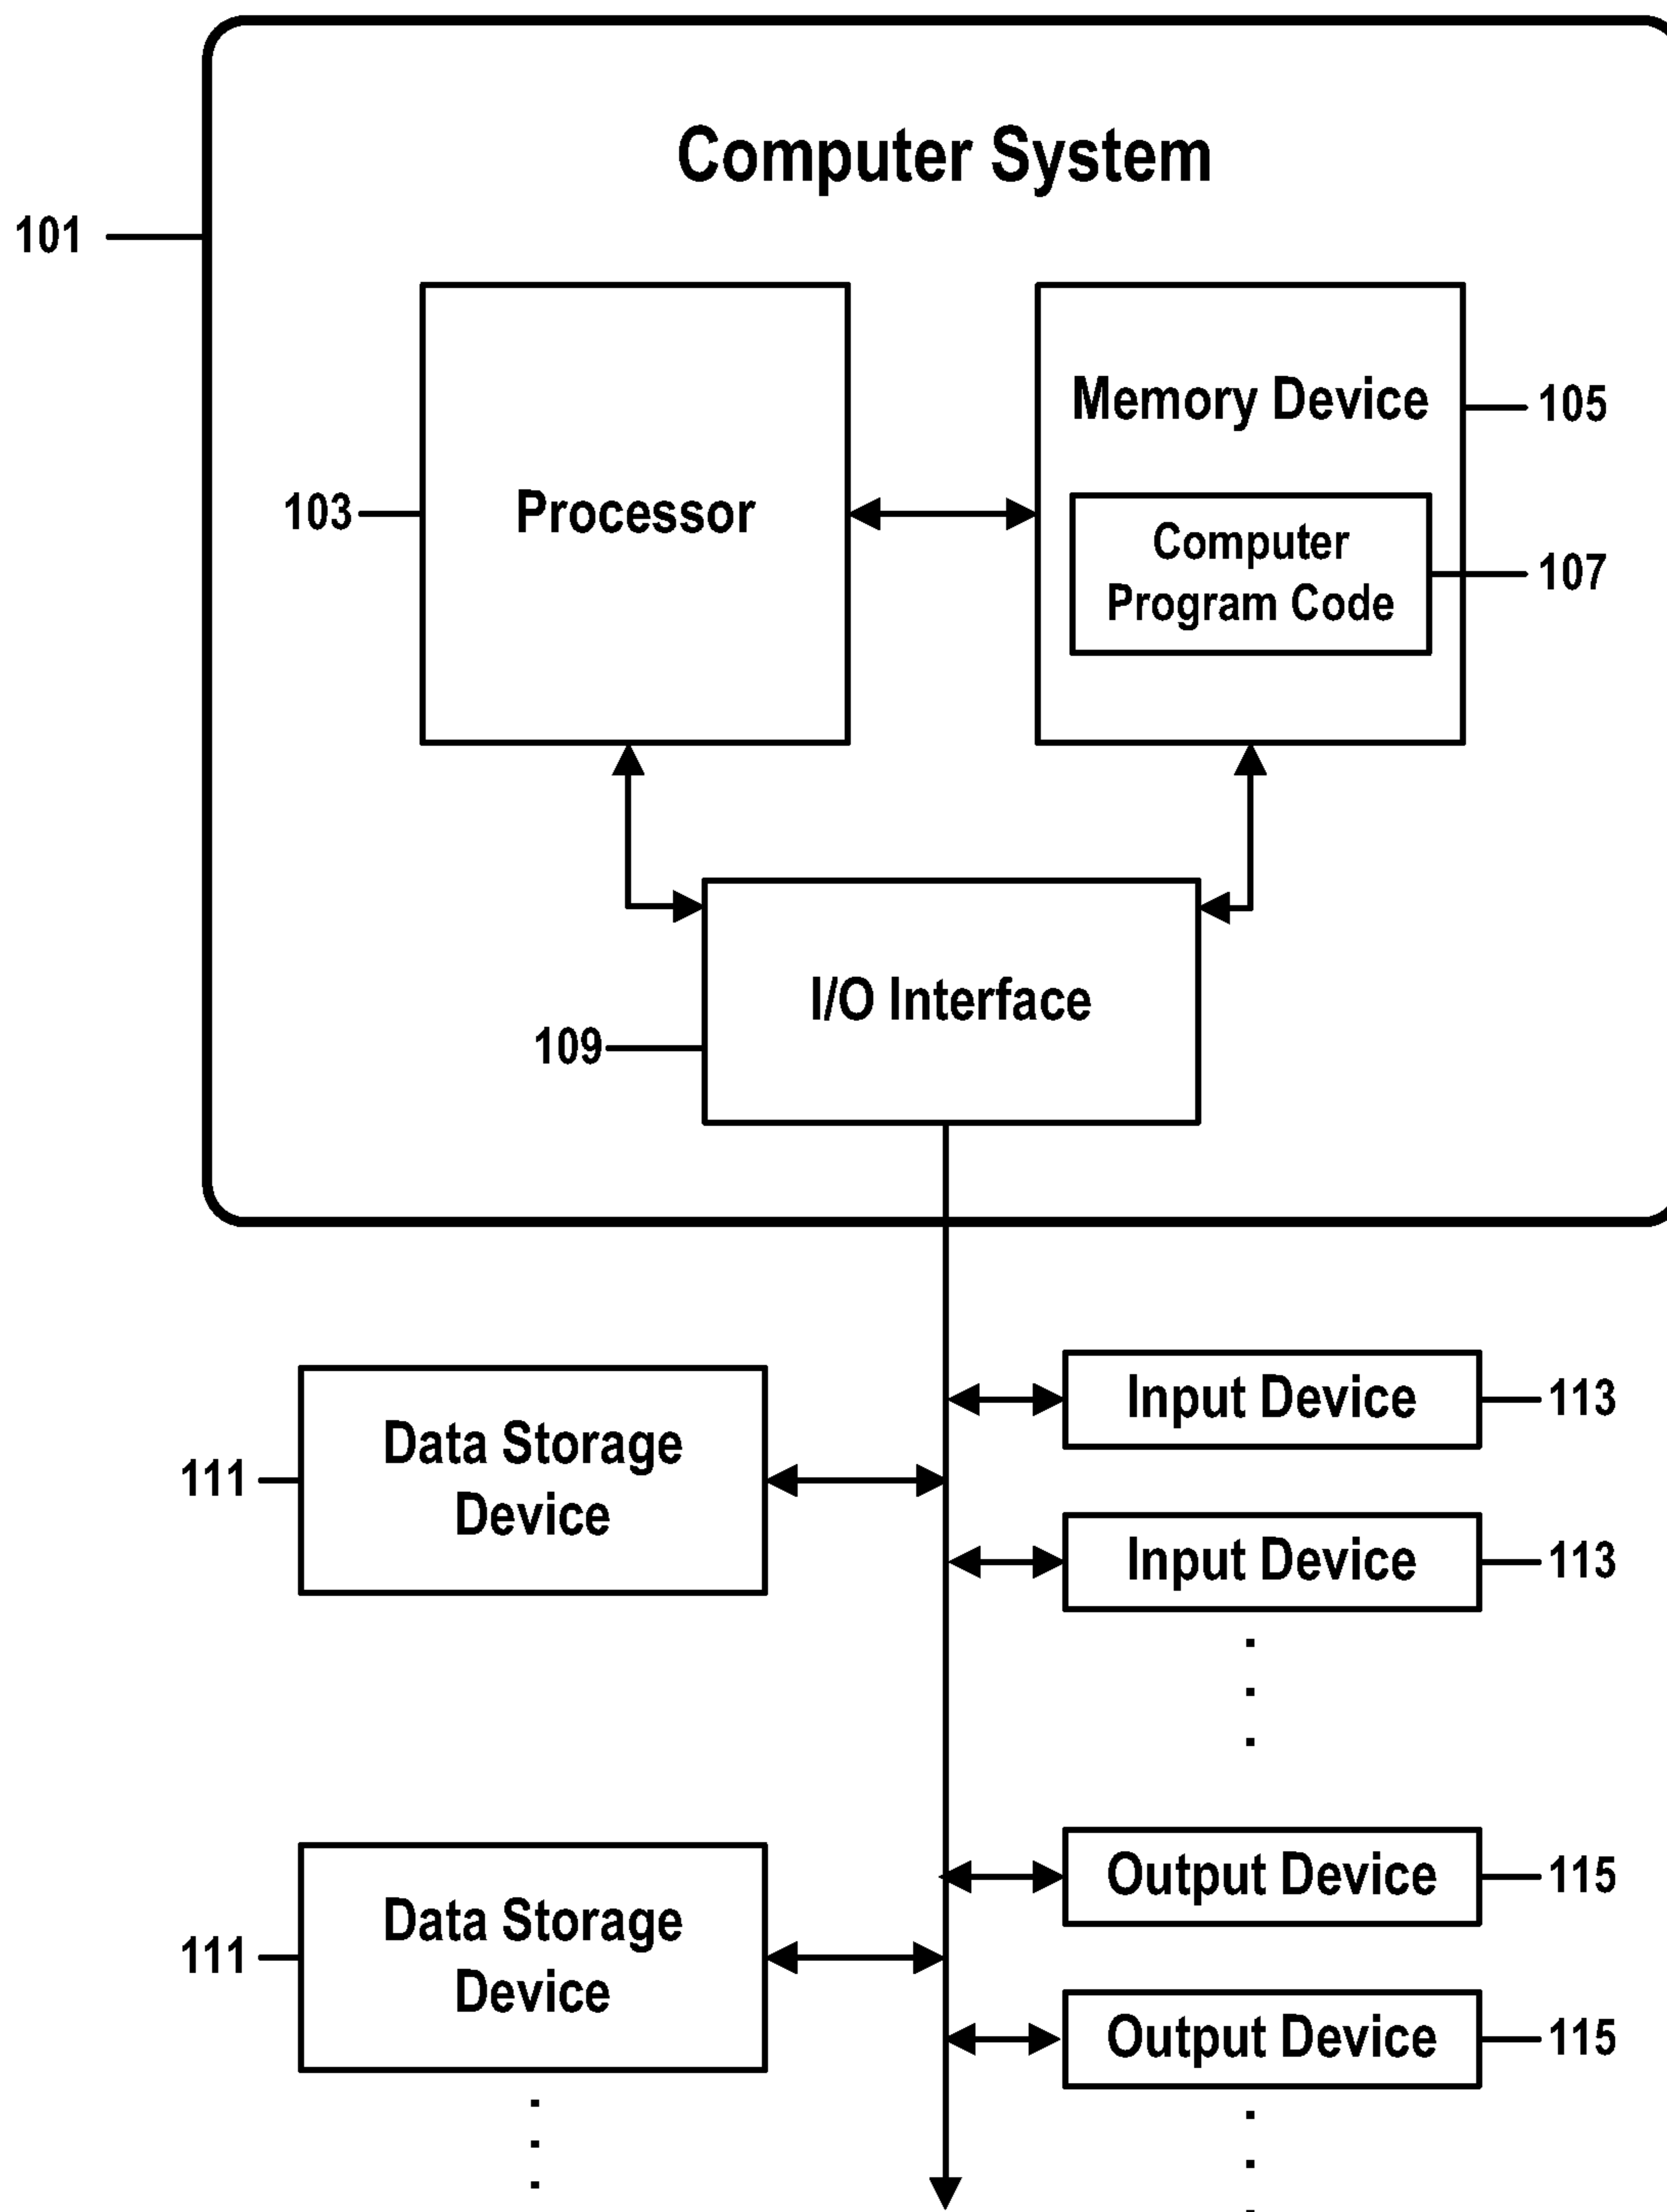 Computer System
101
Processor
103
Memory Device
105
Computer
Program Code
107
I/O Interface
109
Data Storage
Device
111
Input Device
113
Input Device
113
Data Storage
Device
111
Output Device
115
Output Device
115